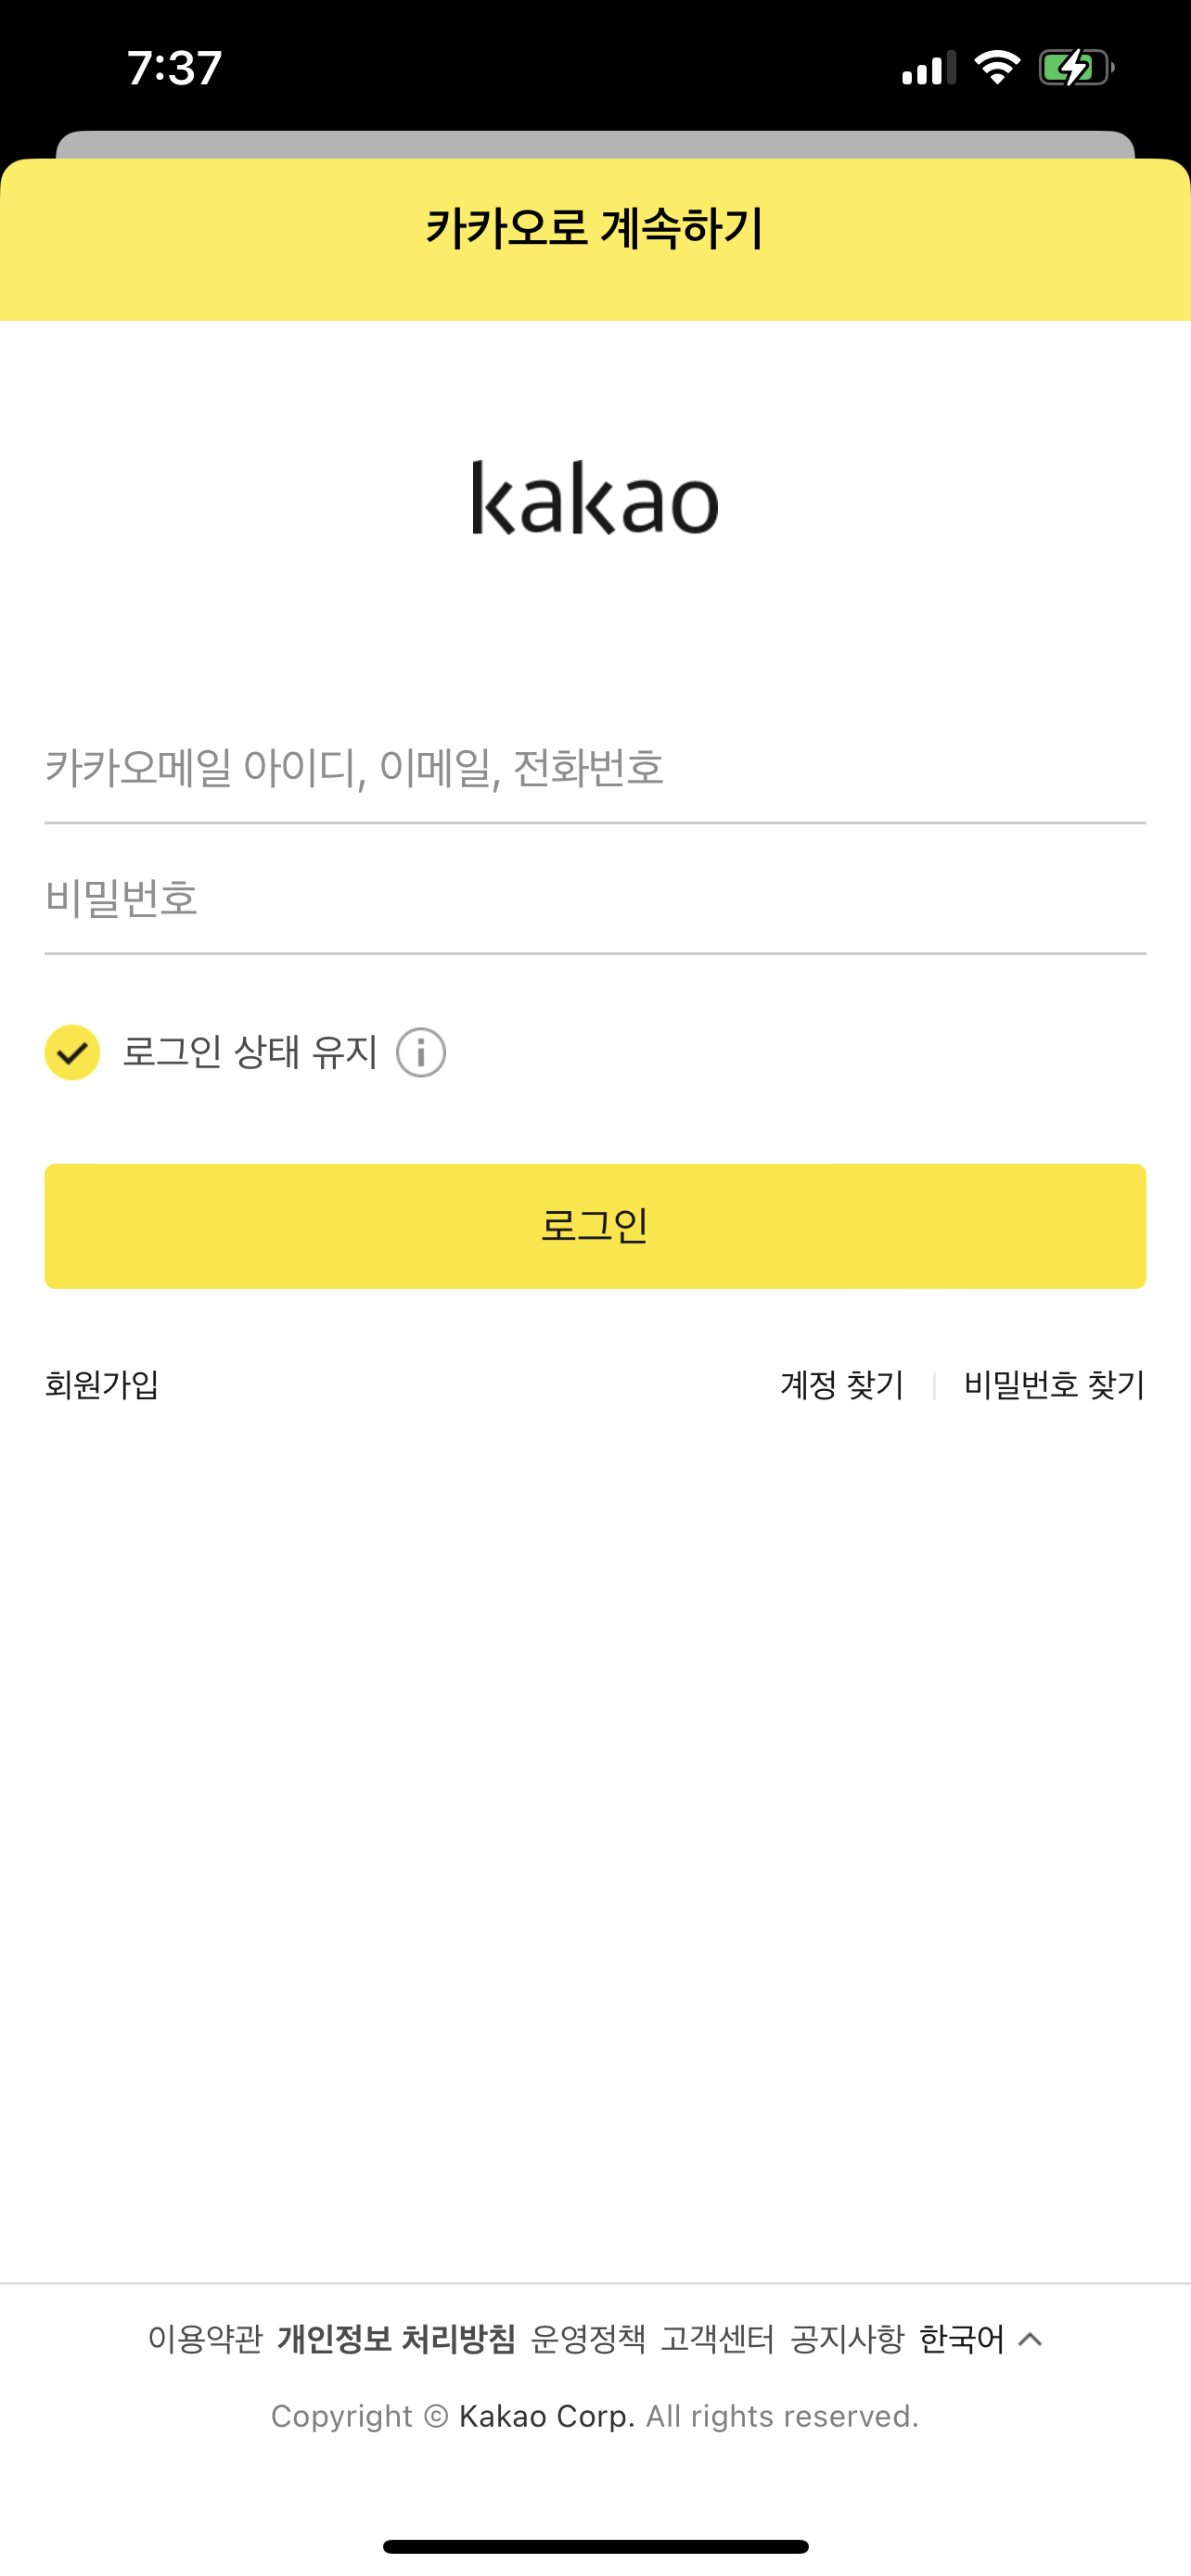 7:37
카카오로 계속하기
kakao
카카오메일 아이디, 이메일, 전화번호
비밀번호
로그인 상태 유지
로그인
회원가입 계정 찾기 비밀번호 찾기
이용약관 개인정보 처리방침 운영정책 고객센터 공지사항 한국어
Copyright © Kakao Corp. All rights reserved.